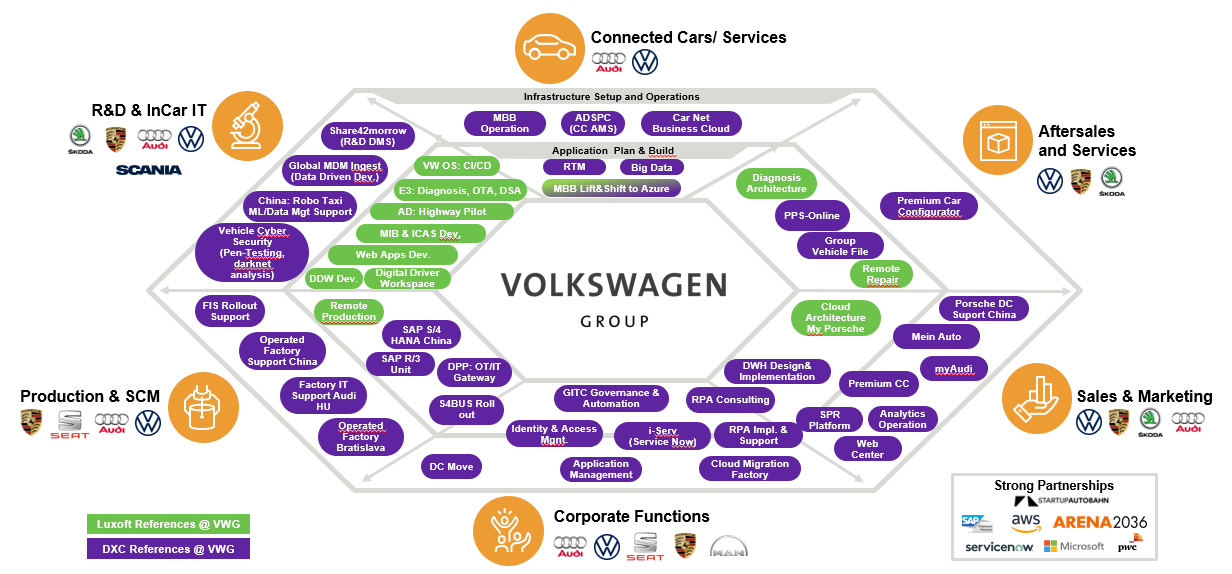 Connected Cars/ Services
Audi
R&D & InCar IT
ŠKODA
Audi
SCANIA
Infrastructure Setup and Operations
MBB
Operation
ADSPC
(CC AMS)
Car Net
Business Cloud
Application Plan & Build
RTM
Big Data
MBB Lift&Shift to Azure
Share42morrow
(R&D DMS)
Global MDM Ingest
(Data Driven Dev.)
China: Robo Taxi
ML/Data Mgt Support
Vehicle Cyber
Security
(Pen-Testing,
darknet
analysis)
VW OS: CI/CD
E3: Diagnosis, OTA, DSA
AD: Highway Pilot
MIB & ICAS Dev,
Web Apps Dev.
DDW Dev.
Digital Driver
Workspace
Aftersales
and Services
ŠKODA
Diagnosis
Architecture
PPS-Online
Group
Vehicle File
Remote
Repair
Premium Car
Configurator
VOLKSWAGEN
GROUP
FIS Rollout
Support
Operated
Factory
Support China
Factory IT
Support Audi
HU
Operated
Factory
Bratislava
Remote
Production
SAP S/4
HANA China
SAP R/3
Unit
DPP: OT/IT
Gateway
S4BUS Roll
out
Production & SCM
SEAT
Audi
Cloud
Architecture
My Porsche
Porsche DC
Suport China
Mein Auto
myAudi
Premium CC
Analytics
Operation
SPR
Platform
Web
Center
Sales & Marketing
ŠKODA
Audi
DWH Design&
Implementation
GITC Governance &
Automation
RPA Consulting
Identity & Access
Mgnt.
i-Serv
(Service Now)
RPA Impl. &
Support
DC Move
Application
Management
Cloud Migration
Factory
Corporate Functions
Audi
SEAT
MAN
Luxoft References @ VWG
DXC References @ VWG
Strong Partnerships
STARTUPAUTOBAHN
SAP
aws
ARENA2036
servicenow
Microsoft
pwc